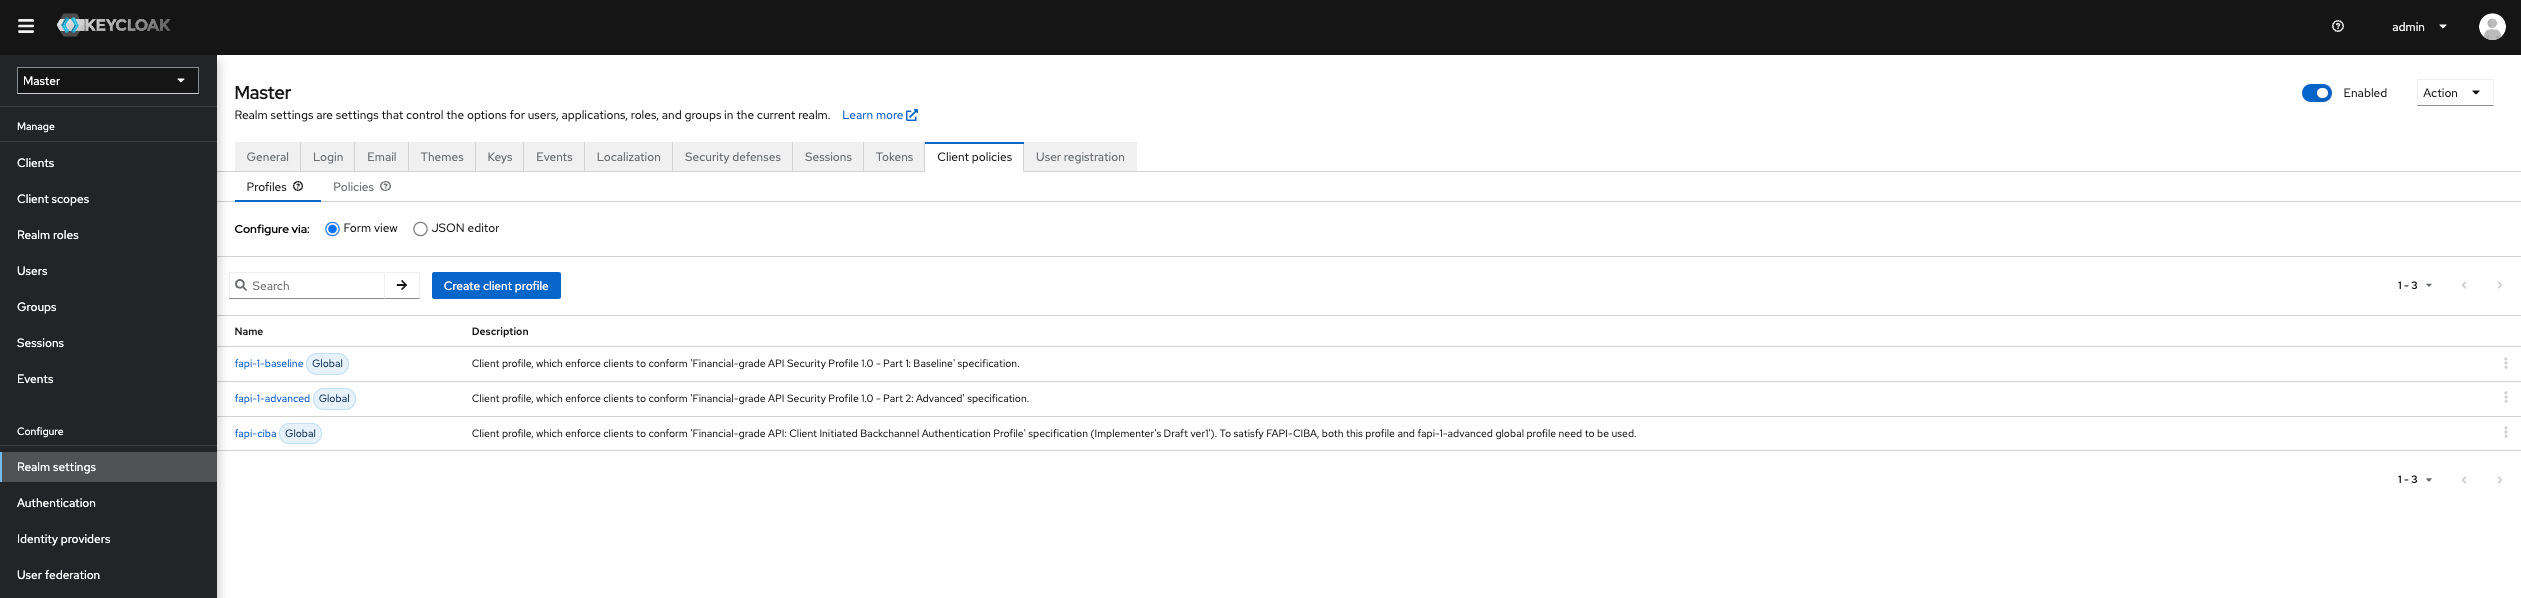 KEYCLOAK
admin
Master
Manage
Clients
Client scopes
Realm roles
Users
Groups
Sessions
Events
Configure
Realm settings
Authentication
Identity providers
User federation
Master
Enabled
Action
Realm settings are settings that control the options for users, applications, roles, and groups in the current realm. Learn more
General Login Email Themes Keys Events Localization Security defenses Sessions Tokens Client policies User registration
Profiles Policies
Configure via: Form view JSON editor
Search Create client profile 1 - 3
Name Description
fapi-1-baseline Global Client profile, which enforce clients to conform 'Financial-grade API Security Profile 1.0 - Part 1: Baseline' specification.
fapi-1-advanced Global Client profile, which enforce clients to conform 'Financial-grade API Security Profile 1.0 - Part 2: Advanced' specification.
fapi-ciba Global Client profile, which enforce clients to conform 'Financial-grade API: Client Initiated Backchannel Authentication Profile' specification (Implementer's Draft ver1'). To satisfy FAPI-CIBA, both this profile and fapi-1-advanced global profile need to be used.
1 - 3